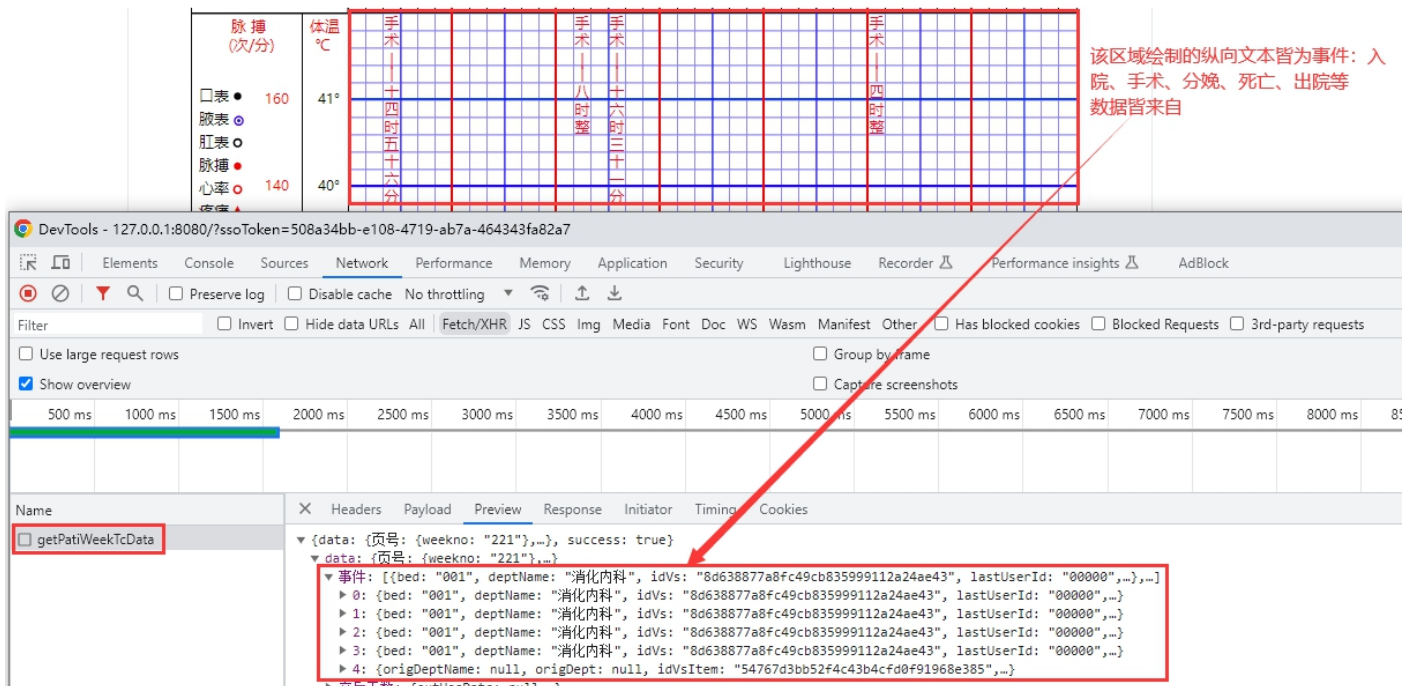 脉 搏
(次/分)
体温
℃
手术——十四时五十六分
手术——八时整
手术——十六时三十一分
手术——四时整
该区域绘制的纵向文本皆为事件：入
院、手术、分娩、死亡、出院等
数据皆来自
口表 160 41°
腋表
肛表
脉搏
心率 140 40°
DevTools - 127.0.0.1:8080/?ssoToken=508a34bb-e108-4719-ab7a-464343fa82a7
Elements Console Sources Network Performance Memory Application Security Lighthouse Recorder Performance insights AdBlock
Preserve log Disable cache No throttling
Filter Invert Hide data URLs All Fetch/XHR JS CSS Img Media Font Doc WS Wasm Manifest Other Has blocked cookies Blocked Requests 3rd-party requests
Use large request rows Group by frame
Show overview Capture screenshots
500 ms 1000 ms 1500 ms 2000 ms 2500 ms 3000 ms 3500 ms 4000 ms 4500 ms 5000 ms 5500 ms 6000 ms 6500 ms 7000 ms 7500 ms 8000 ms
Name Headers Payload Preview Response Initiator Timing Cookies
getPatiWeekTcData
{data: {页号: {weekno: "221"},…}, success: true}
data: {页号: {weekno: "221"},…}
事件: [{bed: "001", deptName: "消化内科", idVs: "8d638877a8fc49cb835999112a24ae43", lastUserId: "00000",…},…]
0: {bed: "001", deptName: "消化内科", idVs: "8d638877a8fc49cb835999112a24ae43", lastUserId: "00000",…}
1: {bed: "001", deptName: "消化内科", idVs: "8d638877a8fc49cb835999112a24ae43", lastUserId: "00000",…}
2: {bed: "001", deptName: "消化内科", idVs: "8d638877a8fc49cb835999112a24ae43", lastUserId: "00000",…}
3: {bed: "001", deptName: "消化内科", idVs: "8d638877a8fc49cb835999112a24ae43", lastUserId: "00000",…}
4: {origDeptName: null, origDept: null, idVsItem: "54767d3bb52f4c43b4cfd0f91968e385",…}